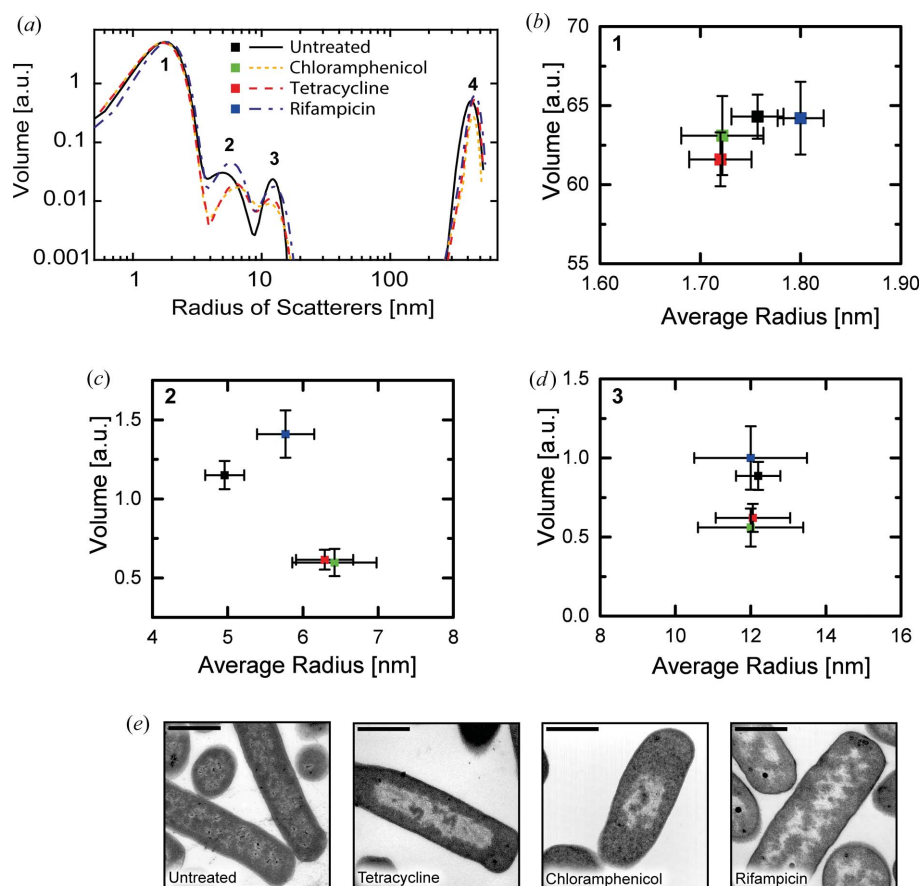 (a)
Volume [a.u.]
1
0.1
0.01
0.001
1
2
3
4
Untreated
Chloramphenicol
Tetracycline
Rifampicin
1
10
100
Radius of Scatterers [nm]
(b)
1
Volume [a.u.]
70
65
60
55
1.60
1.70
1.80
1.90
Average Radius [nm]
(c)
2
Volume [a.u.]
1.5
1.0
0.5
4
5
6
7
8
Average Radius [nm]
(d)
3
Volume [a.u.]
1.5
1.0
0.5
0.0
8
10
12
14
16
Average Radius [nm]
(e)
Untreated
Tetracycline
Chloramphenicol
Rifampicin